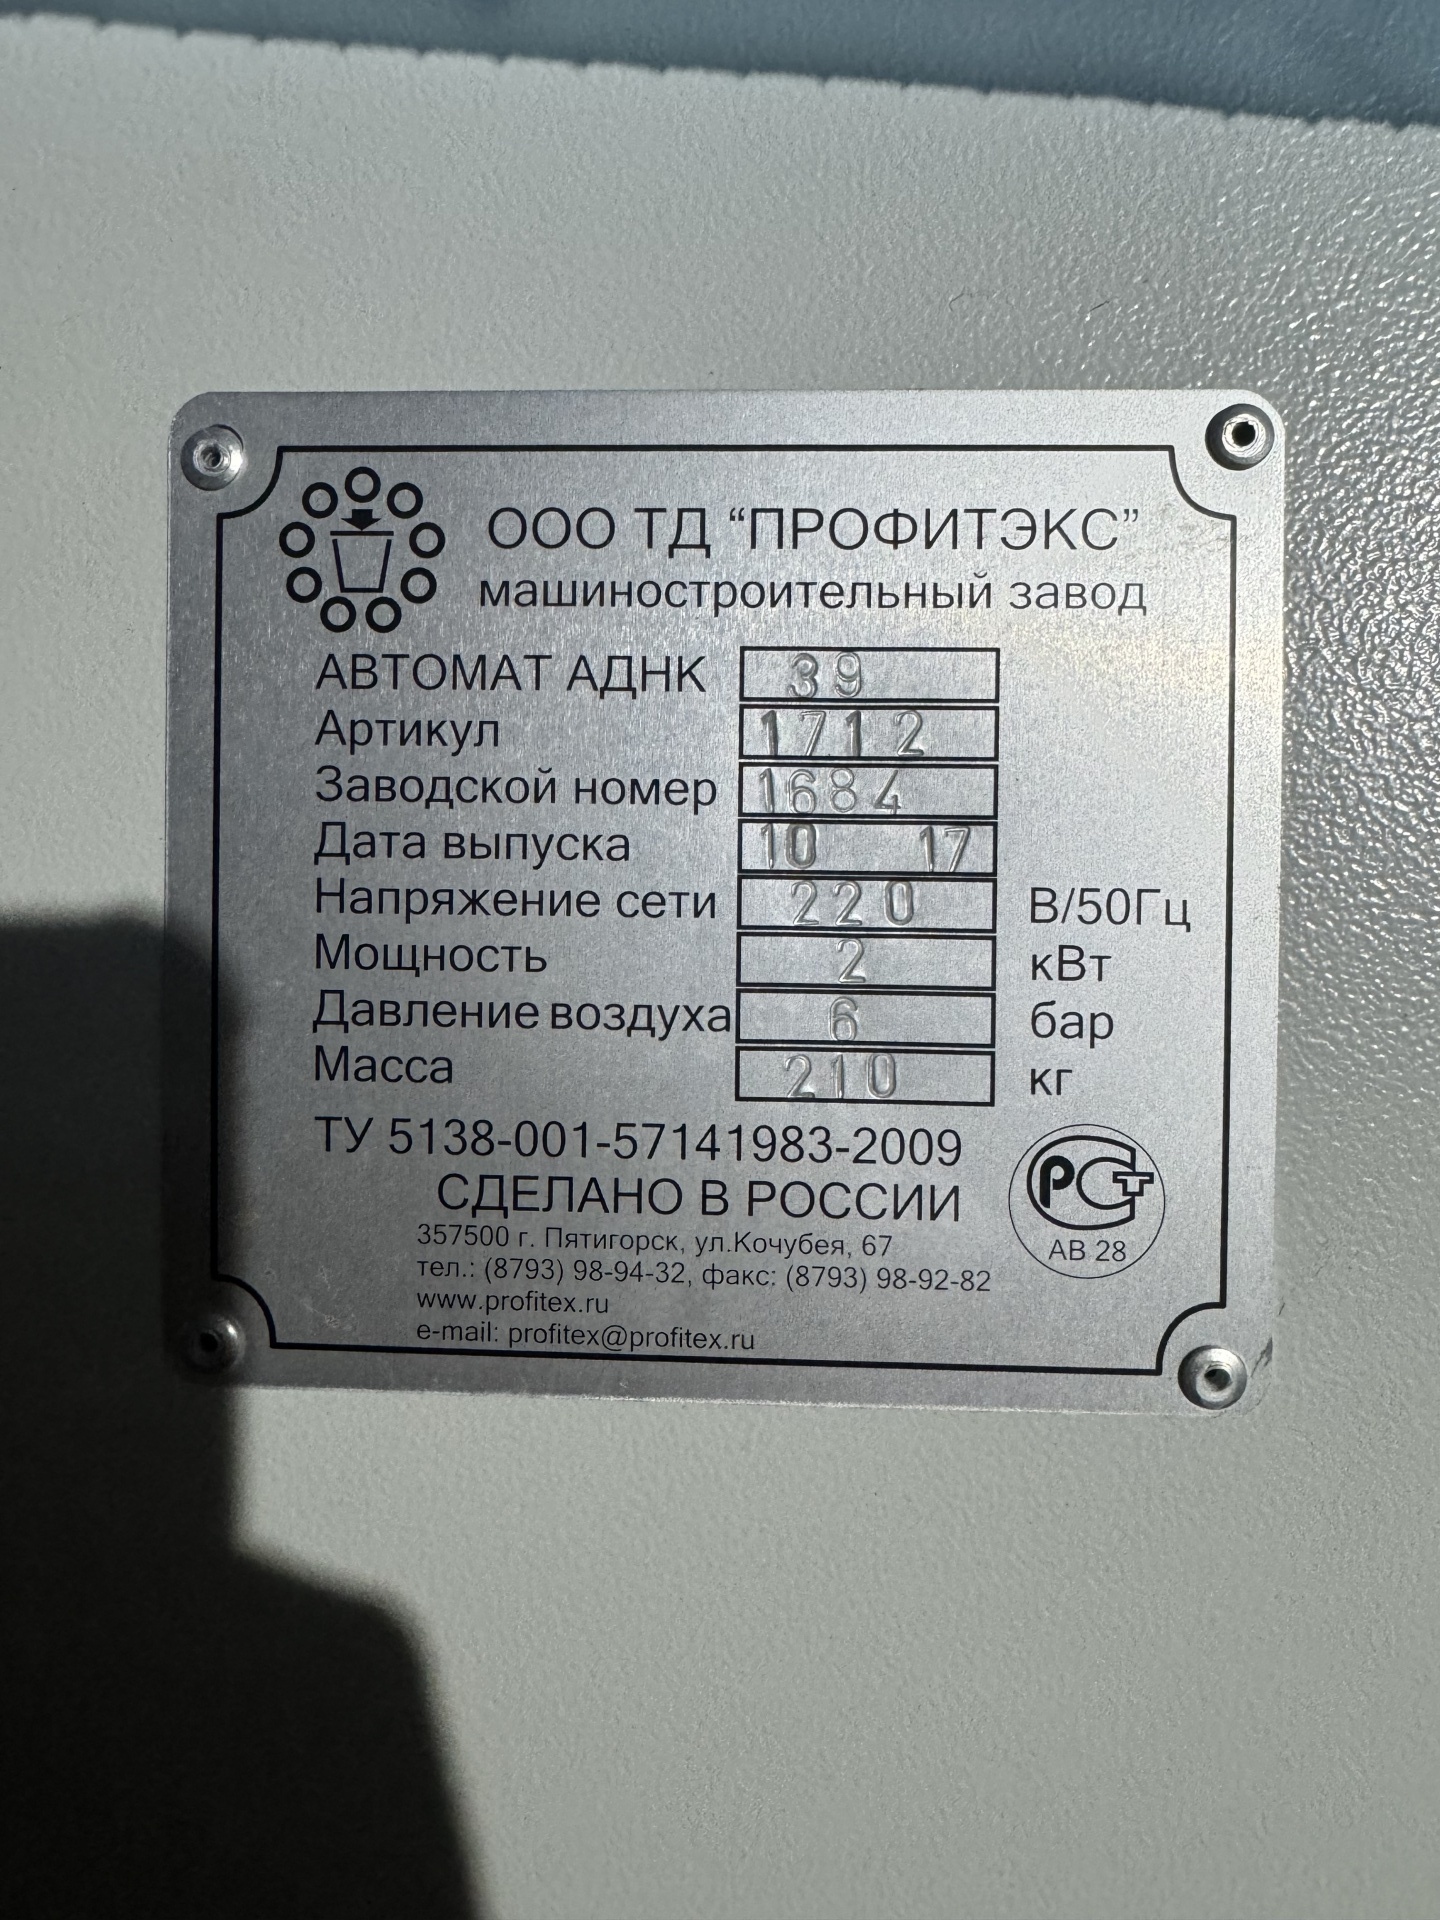 ООО ТД “ПРОФИТЭКС”
машиностроительный завод
АВТОМАТ АДНК 39
Артикул 1712
Заводской номер 1684
Дата выпуска 10 17
Напряжение сети 220 В/50Гц
Мощность 2 кВт
Давление воздуха 6 бар
Масса 210 кг
ТУ 5138-001-57141983-2009
СДЕЛАНО В РОССИИ
357500 г. Пятигорск, ул.Кочубея, 67
тел.: (8793) 98-94-32, факс: (8793) 98-92-82
www.profitex.ru
e-mail: profitex@profitex.ru
РСТ
АВ 28